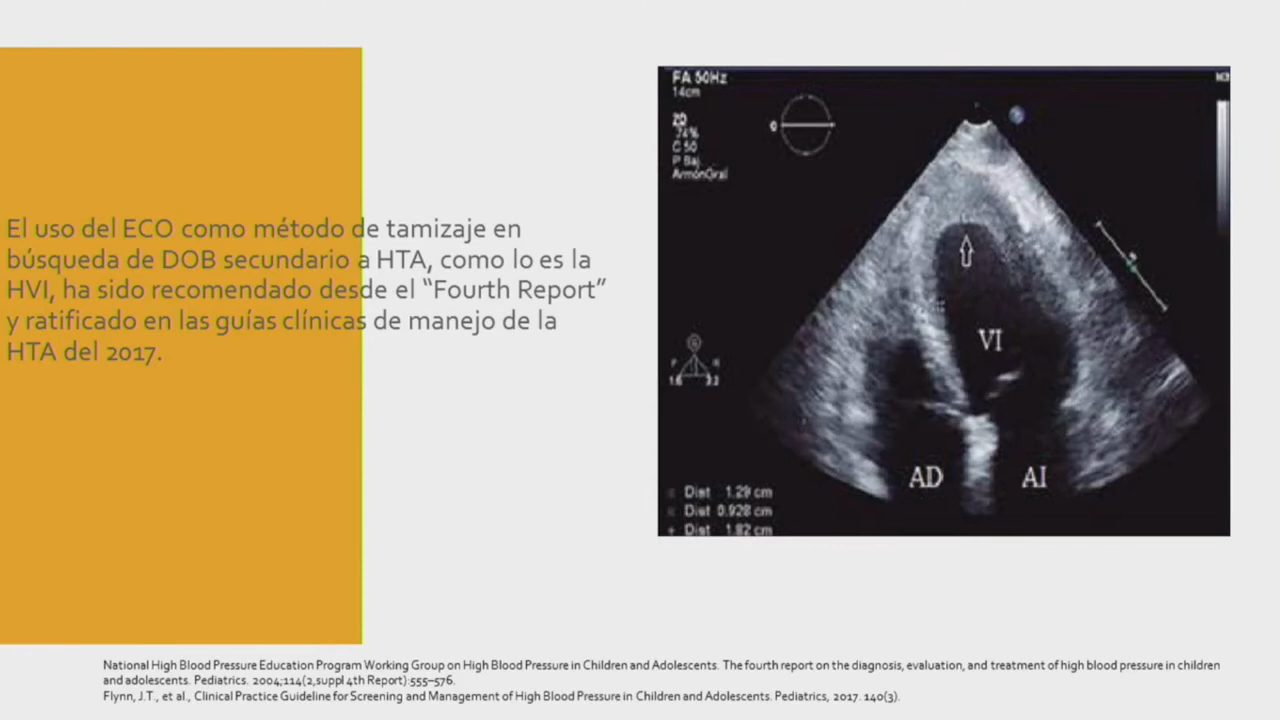 El uso del ECO como método de tamizaje en
búsqueda de DOB secundario a HTA, como lo es la
HVI, ha sido recomendado desde el “Fourth Report”
y ratificado en las guías clínicas de manejo de la
HTA del 2017.
FA 50Hz
14cm
2D
74%
C 50
P Baj
ArmónGral
0
VI
AD
AI
Dist 1.29 cm
Dist 0.928 cm
+ Dist 1.82 cm
National High Blood Pressure Education Program Working Group on High Blood Pressure in Children and Adolescents. The fourth report on the diagnosis, evaluation, and treatment of high blood pressure in children
and adolescents. Pediatrics. 2004;114(2,suppl 4th Report):555–576.
Flynn, J.T., et al., Clinical Practice Guideline for Screening and Management of High Blood Pressure in Children and Adolescents. Pediatrics, 2017. 140(3).